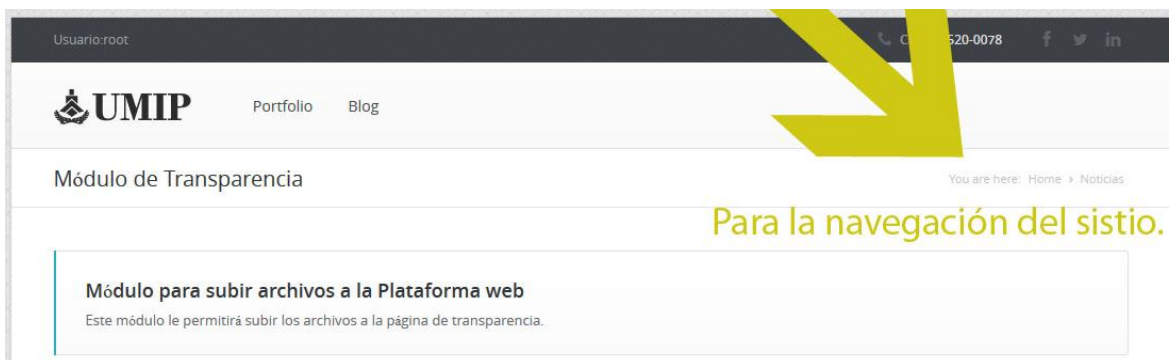 Usuario:root
520-0078
UMIP
Portfolio
Blog
Módulo de Transparencia
You are here: Home › Noticias
Para la navegación del sistio.
Módulo para subir archivos a la Plataforma web
Este módulo le permitirá subir los archivos a la página de transparencia.